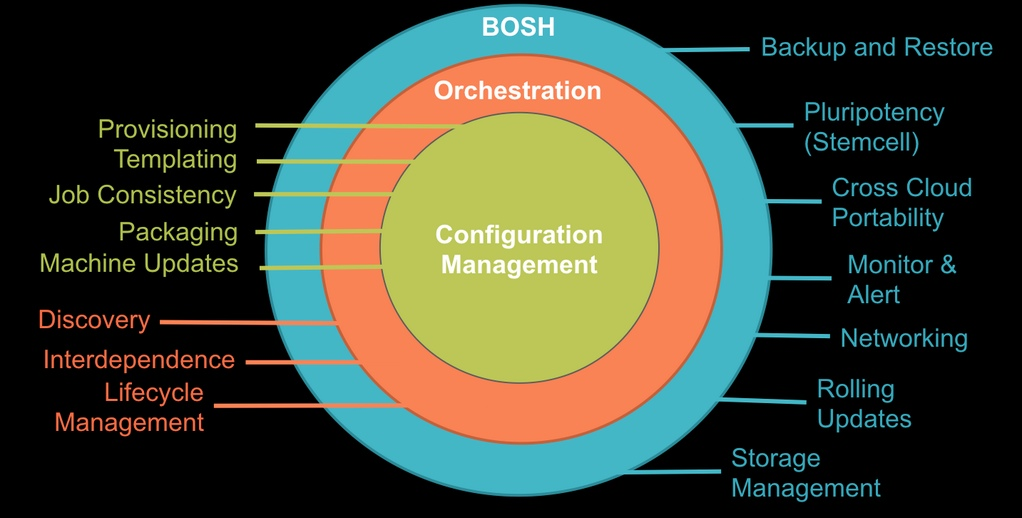 BOSH
Orchestration
Configuration
Management
Provisioning
Templating
Job Consistency
Packaging
Machine Updates
Discovery
Interdependence
Lifecycle
Management
Backup and Restore
Pluripotency
(Stemcell)
Cross Cloud
Portability
Monitor &
Alert
Networking
Rolling
Updates
Storage
Management